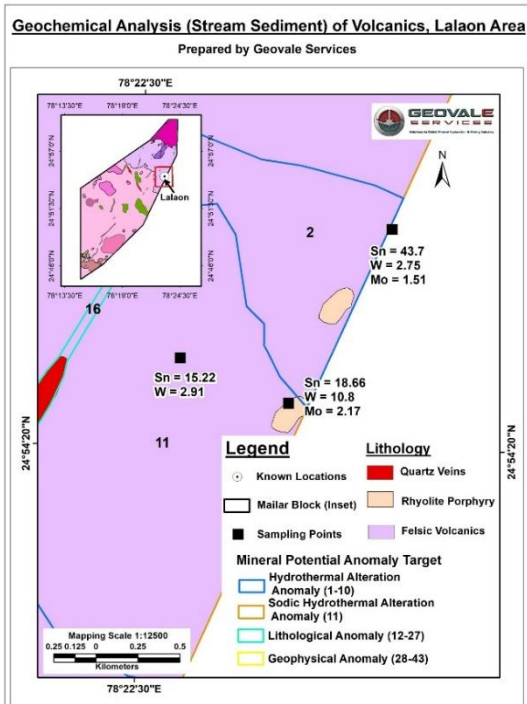 Geochemical Analysis (Stream Sediment) of Volcanics, Lalaon Area
Prepared by Geovale Services
78°22'30"E
78°13'30"E 78°19'0"E 78°24'30"E
24°57'0"N
24°51'30"N
24°46'0"N
24°57'0"N
24°51'30"N
24°46'0"N
Lalaon
78°13'30"E 78°19'0"E 78°24'30"E
GEOVALE
SERVICES
N
2
Sn = 43.7
W = 2.75
Mo = 1.51
16
Sn = 15.22
W = 2.91
Sn = 18.66
W = 10.8
Mo = 2.17
11
24°54'20"N
24°54'20"N
Legend
Known Locations
Mailar Block (Inset)
Sampling Points
Lithology
Quartz Veins
Rhyolite Porphyry
Felsic Volcanics
Mineral Potential Anomaly Target
Hydrothermal Alteration
Anomaly (1-10)
Sodic Hydrothermal Alteration
Anomaly (11)
Lithological Anomaly (12-27)
Geophysical Anomaly (28-43)
Mapping Scale 1:12500
0.25 0.125 0 0.25 0.5
Kilometers
78°22'30"E